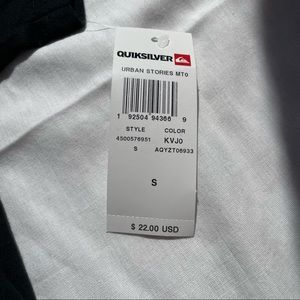 QUIKSILVER
URBAN STORIES MT0
1 92504 94366 9
STYLE COLOR
4500576951 KVJ0
S AQYZT06933
S
$ 22.00 USD